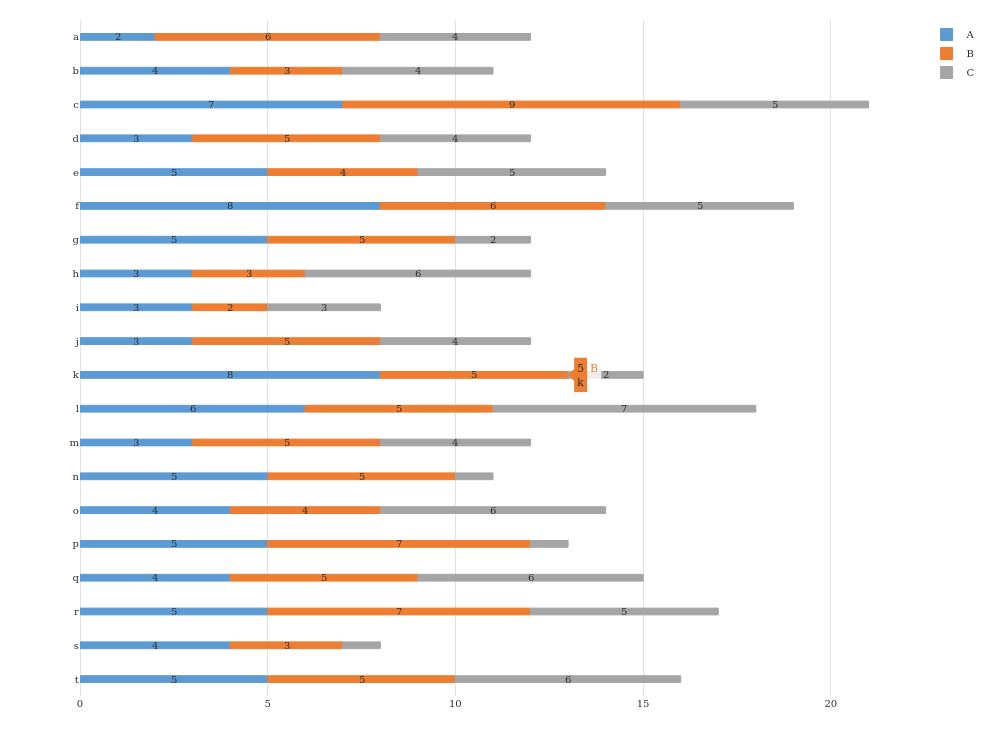 a 2 6 4
A
b 4 3 4
B
C
c 7 9 5
d 3 5 4
e 5 4 5
f 8 6 5
g 5 5 2
h 3 3 6
i 3 2 3
j 3 5 4
5 B
k 8 5 2
k
l 6 5 7
m 3 5 4
n 5 5
o 4 4 6
p 5 7
q 4 5 6
r 5 7 5
s 4 3
t 5 5 6
0 5 10 15 20